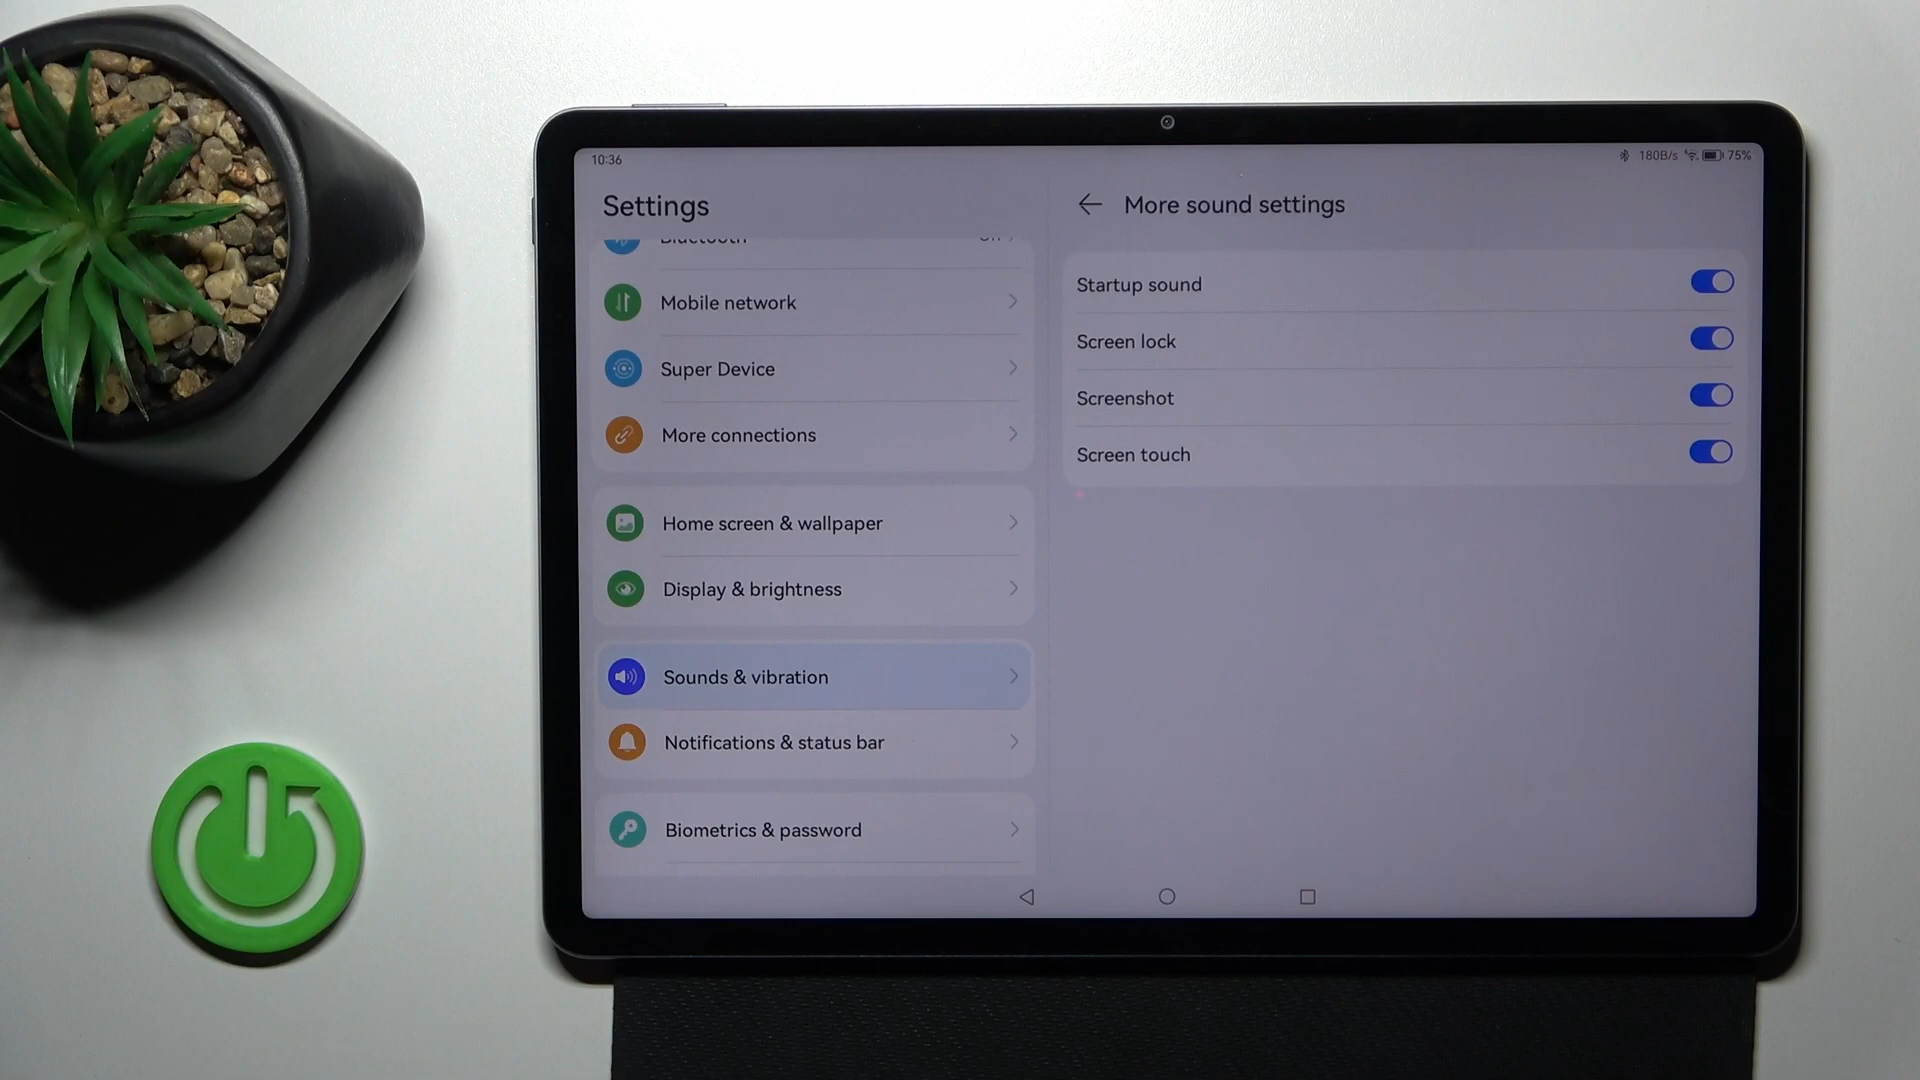 10:36
180B/s 75%
Settings
Bluetooth
Mobile network
Super Device
More connections
Home screen & wallpaper
Display & brightness
Sounds & vibration
Notifications & status bar
Biometrics & password
More sound settings
Startup sound
Screen lock
Screenshot
Screen touch